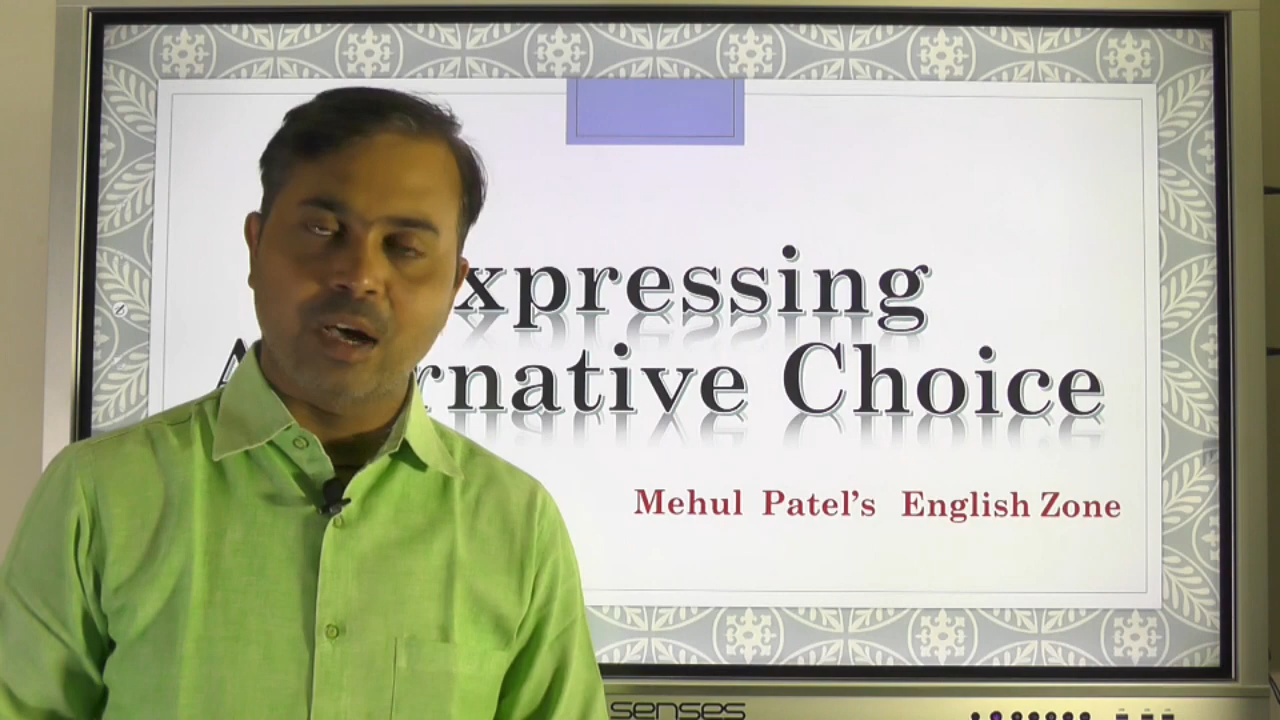 xpressing
A rnative Choice
Mehul Patel's English Zone
senses